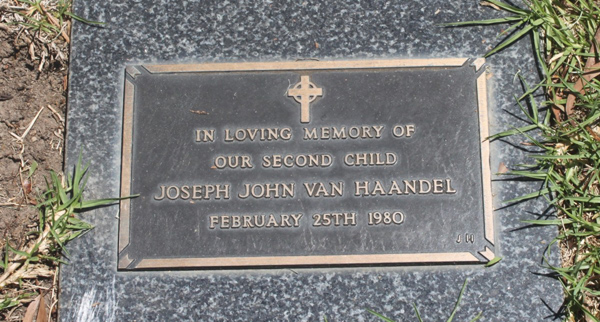 IN LOVING MEMORY OF
OUR SECOND CHILD
JOSEPH JOHN VAN HAANDEL
FEBRUARY 25TH 1980